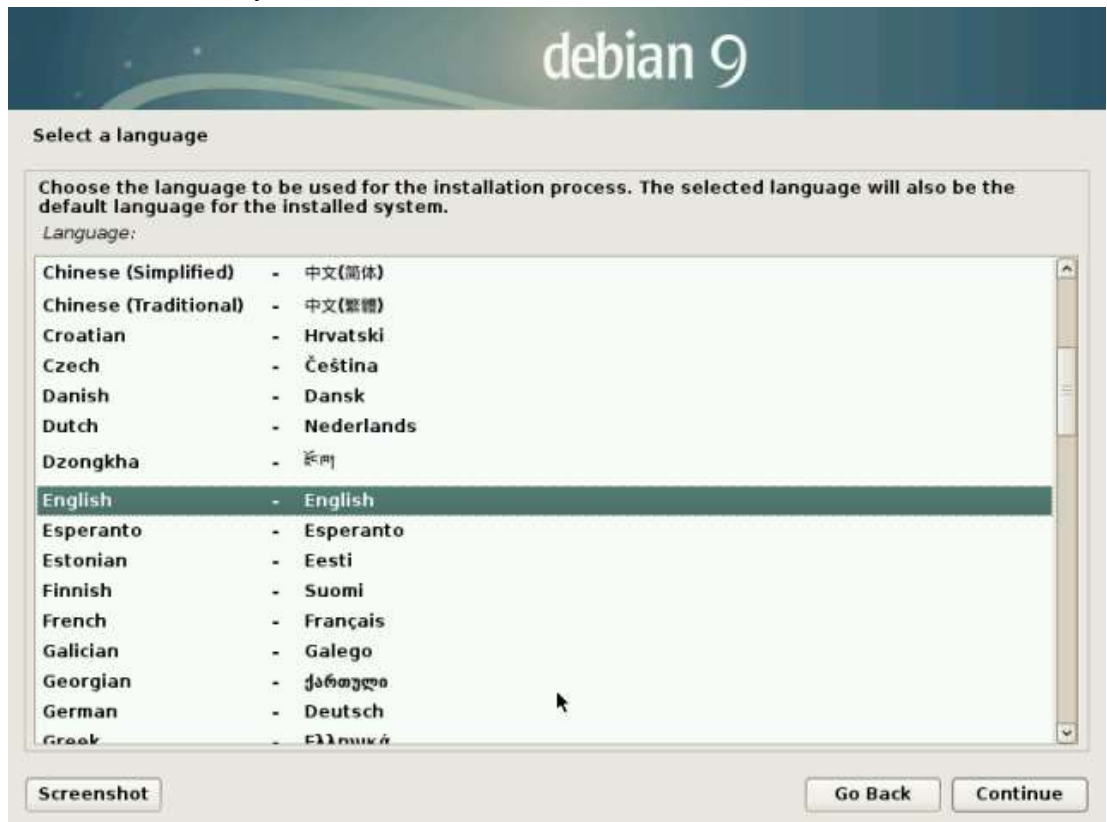 debian 9
Select a language
Choose the language to be used for the installation process. The selected language will also be the
default language for the installed system.
Language:
Chinese (Simplified) - 中文(简体)
Chinese (Traditional) - 中文(繁體)
Croatian - Hrvatski
Czech - Čeština
Danish - Dansk
Dutch - Nederlands
Dzongkha - རྫོང་ཁ།
English - English
Esperanto - Esperanto
Estonian - Eesti
Finnish - Suomi
French - Français
Galician - Galego
Georgian - ქართული
German - Deutsch
Greek - Ελληνικά
Screenshot Go Back Continue